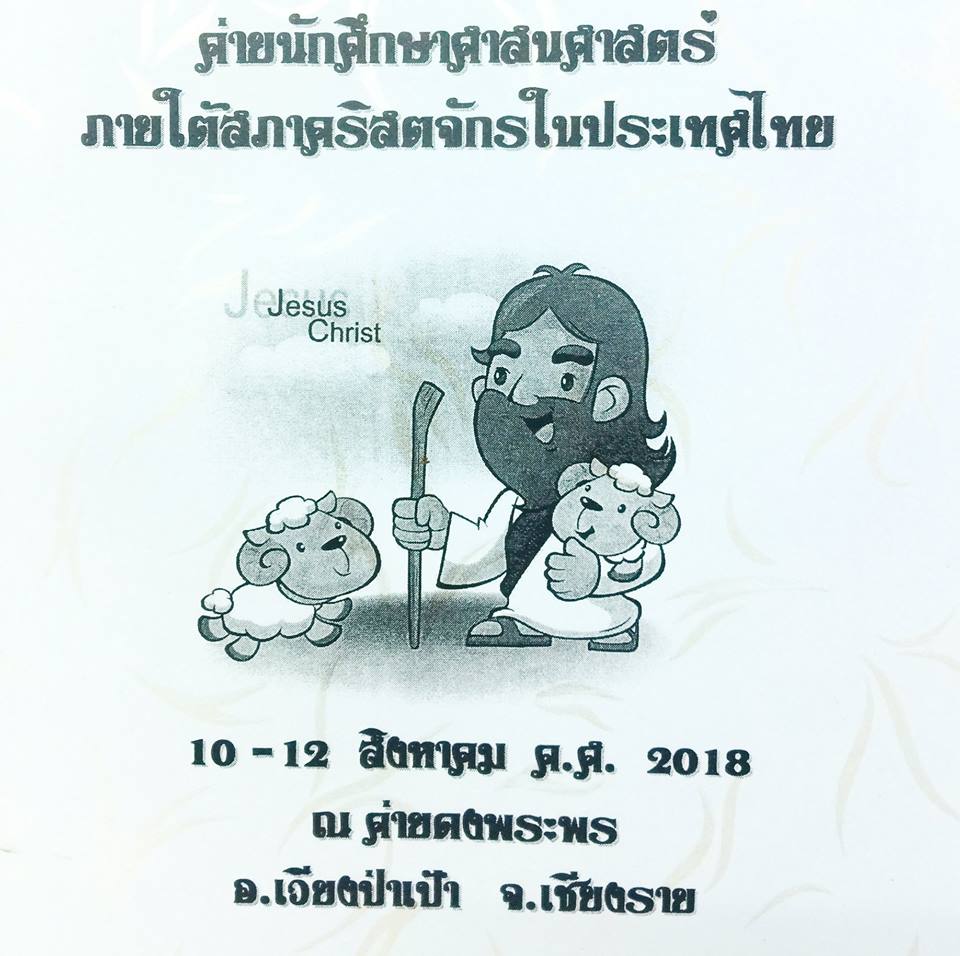 ค่ายนักศึกษาศาสนศาสตร์
ภายใต้สภาคริสตจักรในประเทศไทย
Jesus
Jesus
Christ
10 - 12 สิงหาคม ค.ศ. 2018
ณ ค่ายดงพระพร
อ.เวียงป่าเป้า จ.เชียงราย